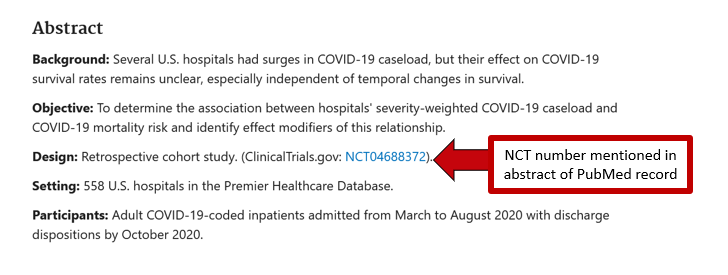 Abstract
Background: Several U.S. hospitals had surges in COVID-19 caseload, but their effect on COVID-19
survival rates remains unclear, especially independent of temporal changes in survival.
Objective: To determine the association between hospitals' severity-weighted COVID-19 caseload and
COVID-19 mortality risk and identify effect modifiers of this relationship.
Design: Retrospective cohort study. (ClinicalTrials.gov: NCT04688372).
NCT number mentioned in
abstract of PubMed record
Setting: 558 U.S. hospitals in the Premier Healthcare Database.
Participants: Adult COVID-19-coded inpatients admitted from March to August 2020 with discharge
dispositions by October 2020.